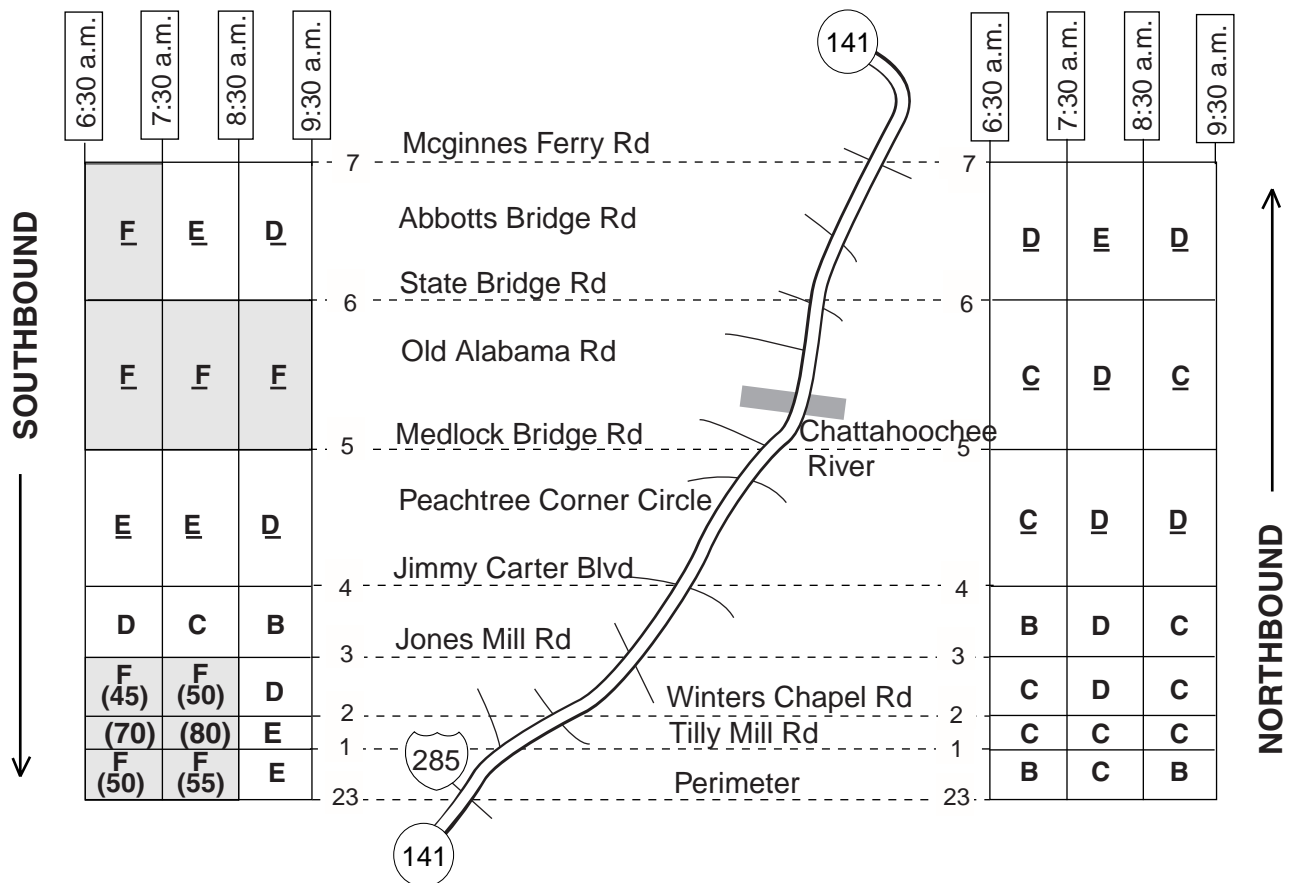 6:30 a.m. 7:30 a.m. 8:30 a.m. 9:30 a.m.
141
6:30 a.m. 7:30 a.m. 8:30 a.m. 9:30 a.m.
Mcginnes Ferry Rd
7 7
SOUTHBOUND
F E D
Abbotts Bridge Rd
D E D
State Bridge Rd
6 6
F F F
Old Alabama Rd
C D C
Medlock Bridge Rd
5 5
Chattahoochee
River
E E D
Peachtree Corner Circle
C D D
NORTHBOUND
Jimmy Carter Blvd
4 4
D C B
Jones Mill Rd
B D C
3 3
F F D
(45) (50)
Winters Chapel Rd
C D C
2 2
(70) (80) E
Tilly Mill Rd
C C C
1 1
285
F F E
(50) (55)
Perimeter
B C B
23 23
141